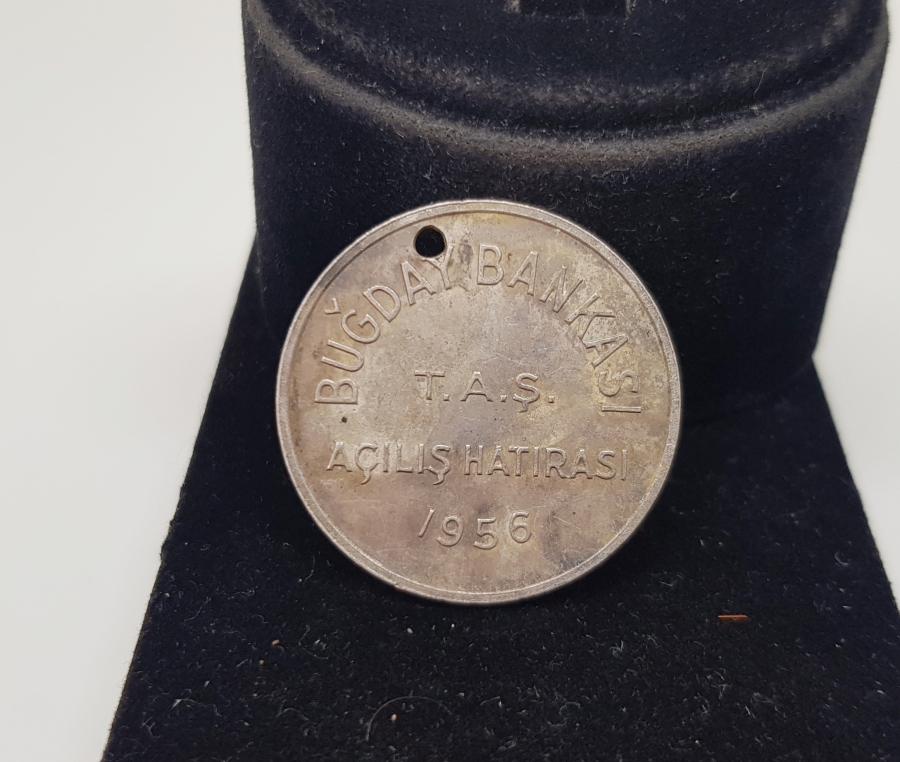 BUĞDAY BANKASI
T.A.Ş.
AÇILIŞ HATIRASI
1956